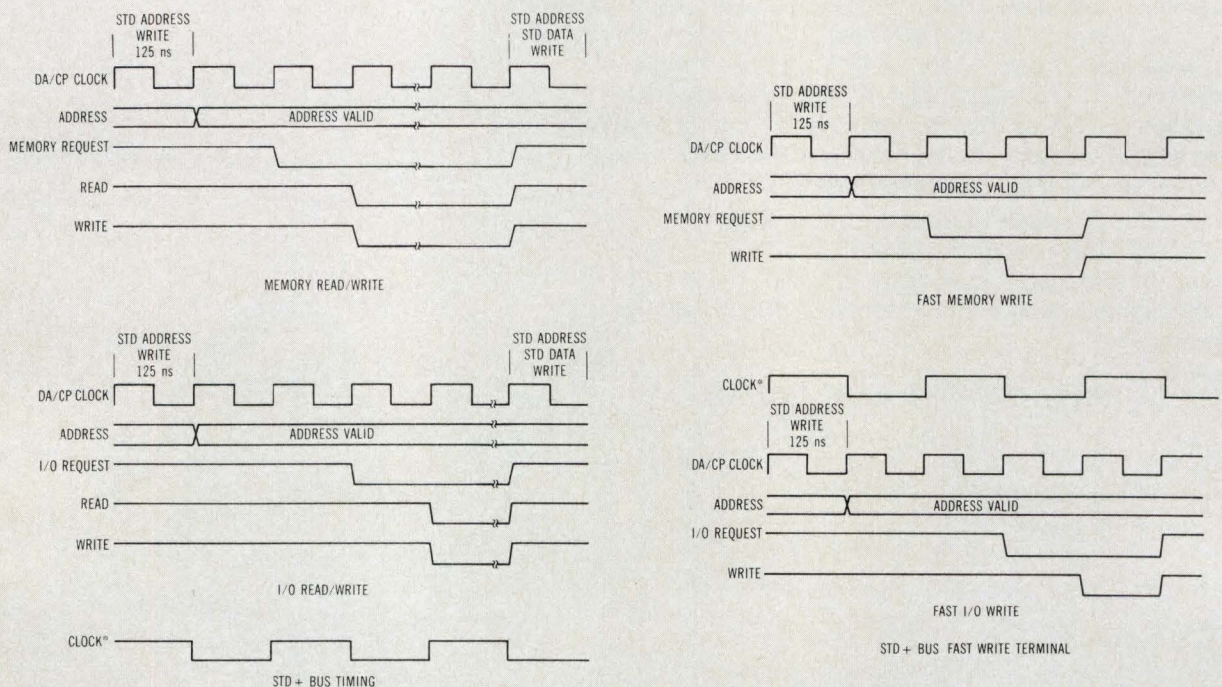 STD ADDRESS
WRITE
125 ns
STD ADDRESS
STD DATA
WRITE
DA/CP CLOCK
ADDRESS
ADDRESS VALID
MEMORY REQUEST
READ
WRITE
MEMORY READ/WRITE
STD ADDRESS
WRITE
125 ns
STD ADDRESS
STD DATA
WRITE
DA/CP CLOCK
ADDRESS
ADDRESS VALID
I/O REQUEST
READ
WRITE
I/O READ/WRITE
CLOCK*
STD + BUS TIMING
STD ADDRESS
WRITE
125 ns
DA/CP CLOCK
ADDRESS
ADDRESS VALID
MEMORY REQUEST
WRITE
FAST MEMORY WRITE
CLOCK*
STD ADDRESS
WRITE
125 ns
DA/CP CLOCK
ADDRESS
ADDRESS VALID
I/O REQUEST
WRITE
FAST I/O WRITE
STD + BUS FAST WRITE TERMINAL